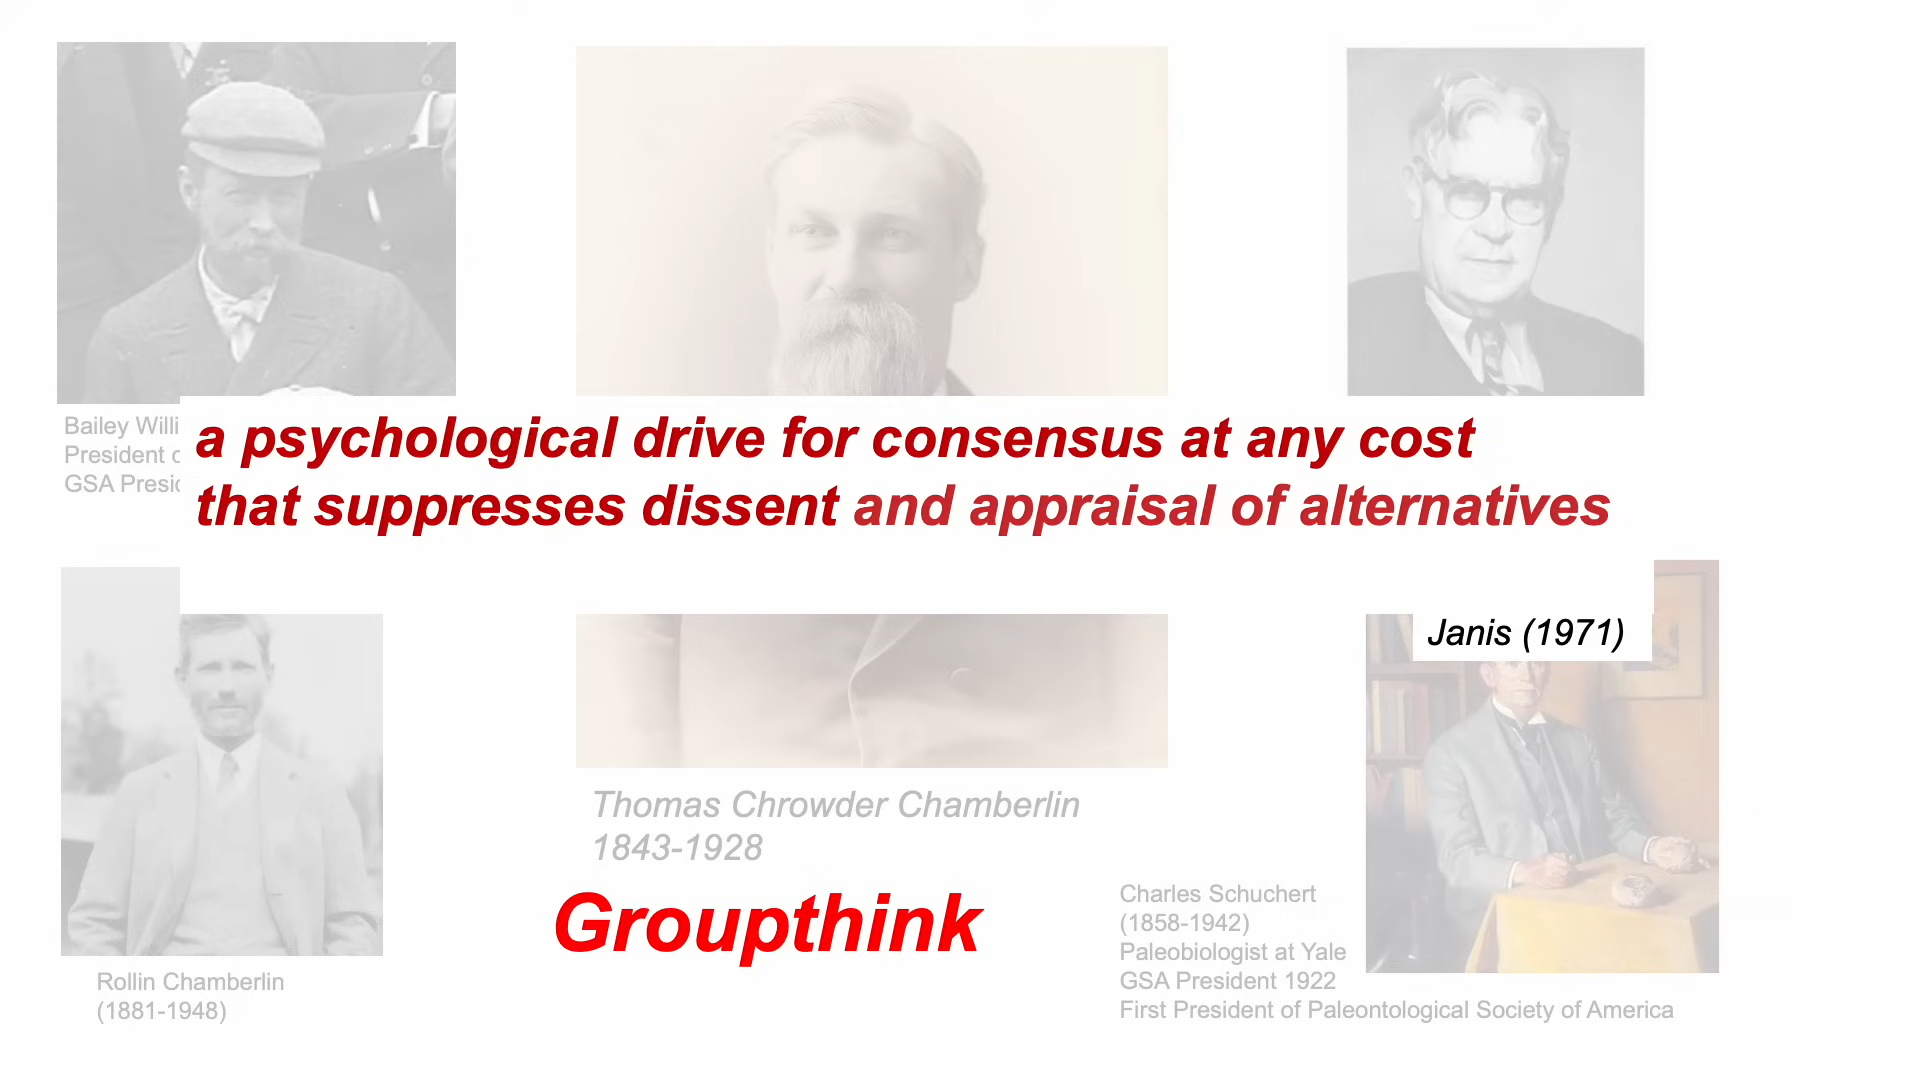 Bailey Willi
President o
GSA Presid
a psychological drive for consensus at any cost
that suppresses dissent and appraisal of alternatives
Janis (1971)
Thomas Chrowder Chamberlin
1843-1928
Groupthink
Rollin Chamberlin
(1881-1948)
Charles Schuchert
(1858-1942)
Paleobiologist at Yale
GSA President 1922
First President of Paleontological Society of America